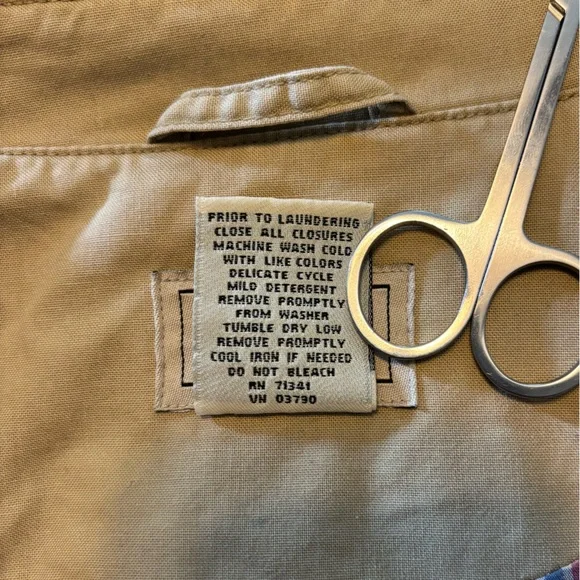 PRIOR TO LAUNDERING
CLOSE ALL CLOSURES
MACHINE WASH COLD
WITH LIKE COLORS
DELICATE CYCLE
MILD DETERGENT
REMOVE PROMPTLY
FROM WASHER
TUMBLE DRY LOW
REMOVE PROMPTLY
COOL IRON IF NEEDED
DO NOT BLEACH
RN 71341
VN 03790